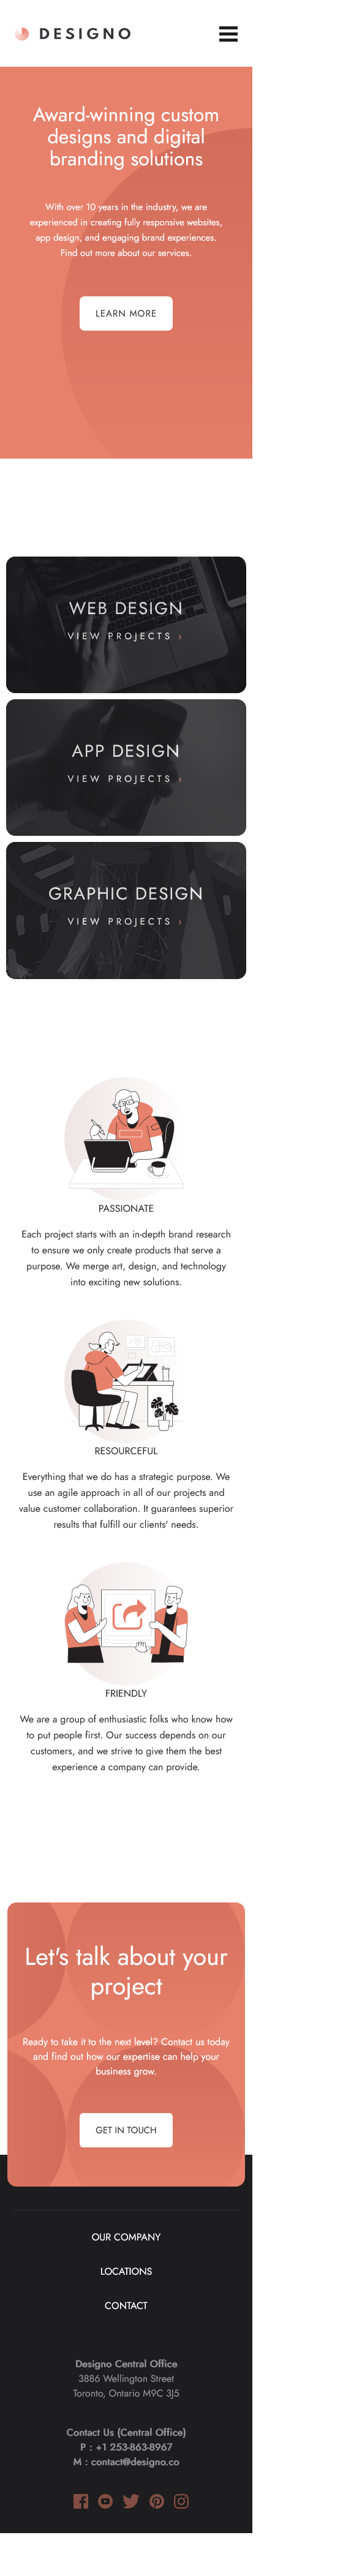 DESIGNO
Award-winning custom
designs and digital
branding solutions
With over 10 years in the industry, we are
experienced in creating fully responsive websites,
app design, and engaging brand experiences.
Find out more about our services.
LEARN MORE
WEB DESIGN
VIEW PROJECTS ›
APP DESIGN
VIEW PROJECTS ›
GRAPHIC DESIGN
VIEW PROJECTS ›
PASSIONATE
Each project starts with an in-depth brand research
to ensure we only create products that serve a
purpose. We merge art, design, and technology
into exciting new solutions.
RESOURCEFUL
Everything that we do has a strategic purpose. We
use an agile approach in all of our projects and
value customer collaboration. It guarantees superior
results that fulfill our clients' needs.
FRIENDLY
We are a group of enthusiastic folks who know how
to put people first. Our success depends on our
customers, and we strive to give them the best
experience a company can provide.
Let's talk about your
project
Ready to take it to the next level? Contact us today
and find out how our expertise can help your
business grow.
GET IN TOUCH
OUR COMPANY
LOCATIONS
CONTACT
Designo Central Office
3886 Wellington Street
Toronto, Ontario M9C 3J5
Contact Us (Central Office)
P : +1 253-863-8967
M : contact@designo.co